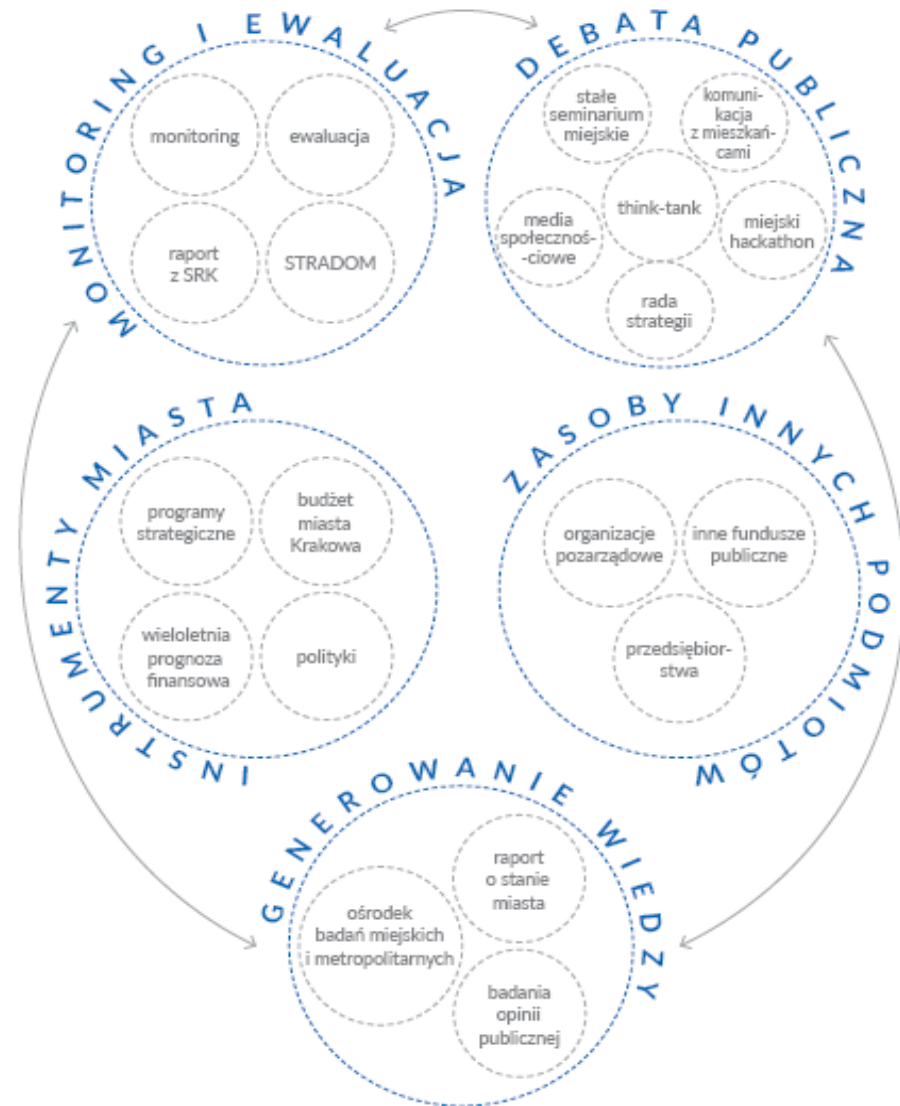 MONITORING I EWALUACJA
monitoring
ewaluacja
raport
z SRK
STRADOM
DEBATA PUBLICZNA
stałe
seminarium
miejskie
komuni-
kacja
z mieszkań-
cami
think-tank
media
społecznoś-
-ciowe
miejski
hackathon
rada
strategii
INSTRUMENTY MIASTA
programy
strategiczne
budżet
miasta
Krakowa
wieloletnia
prognoza
finansowa
polityki
ZASOBY INNYCH PODMIOTÓW
organizacje
pozarządowe
inne fundusze
publiczne
przedsiębior-
stwa
GENEROWANIE WIEDZY
raport
o stanie
miasta
ośrodek
badań miejskich
i metropolitarnych
badania
opinii
publicznej